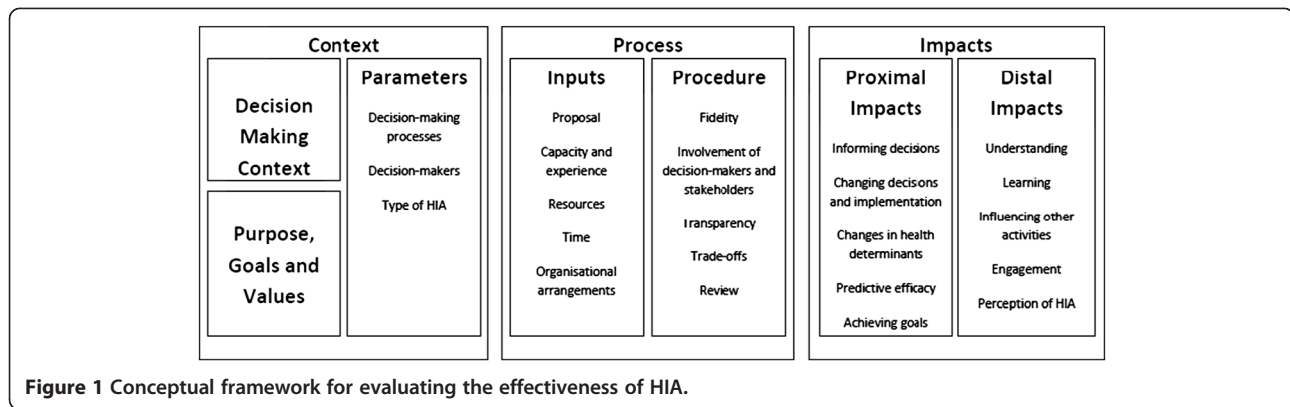 Context
Decision
Making
Context
Purpose,
Goals and
Values
Parameters
Decision-making
processes
Decision-makers
Type of HIA
Process
Inputs
Proposal
Capacity and
experience
Resources
Time
Organisational
arrangements
Procedure
Fidelity
Involvement of
decision-makers and
stakeholders
Transparency
Trade-offs
Review
Impacts
Proximal
Impacts
Informing decisions
Changing decisions
and implementation
Changes in health
determinants
Predictive efficacy
Achieving goals
Distal
Impacts
Understanding
Learning
Influencing other
activities
Engagement
Perception of HIA
Figure 1 Conceptual framework for evaluating the effectiveness of HIA.